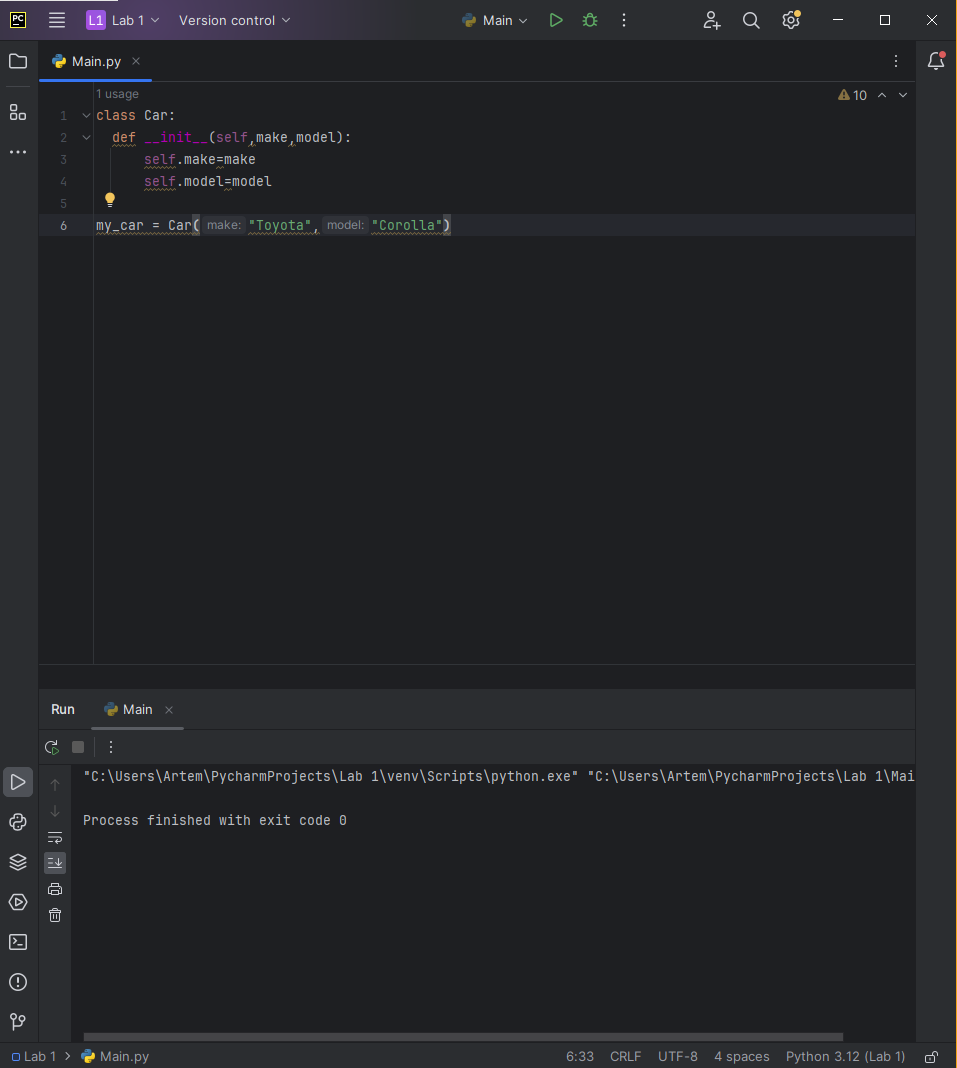 PC L1 Lab 1 Version control Main
Main.py
1 usage
10
1 class Car:
2 def __init__(self,make,model):
3 self.make=make
4 self.model=model
5
6 my_car = Car( make: "Toyota", model: "Corolla")
Run Main
"C:\Users\Artem\PycharmProjects\Lab 1\venv\Scripts\python.exe" "C:\Users\Artem\PycharmProjects\Lab 1\Mai
Process finished with exit code 0
Lab 1 > Main.py 6:33 CRLF UTF-8 4 spaces Python 3.12 (Lab 1)